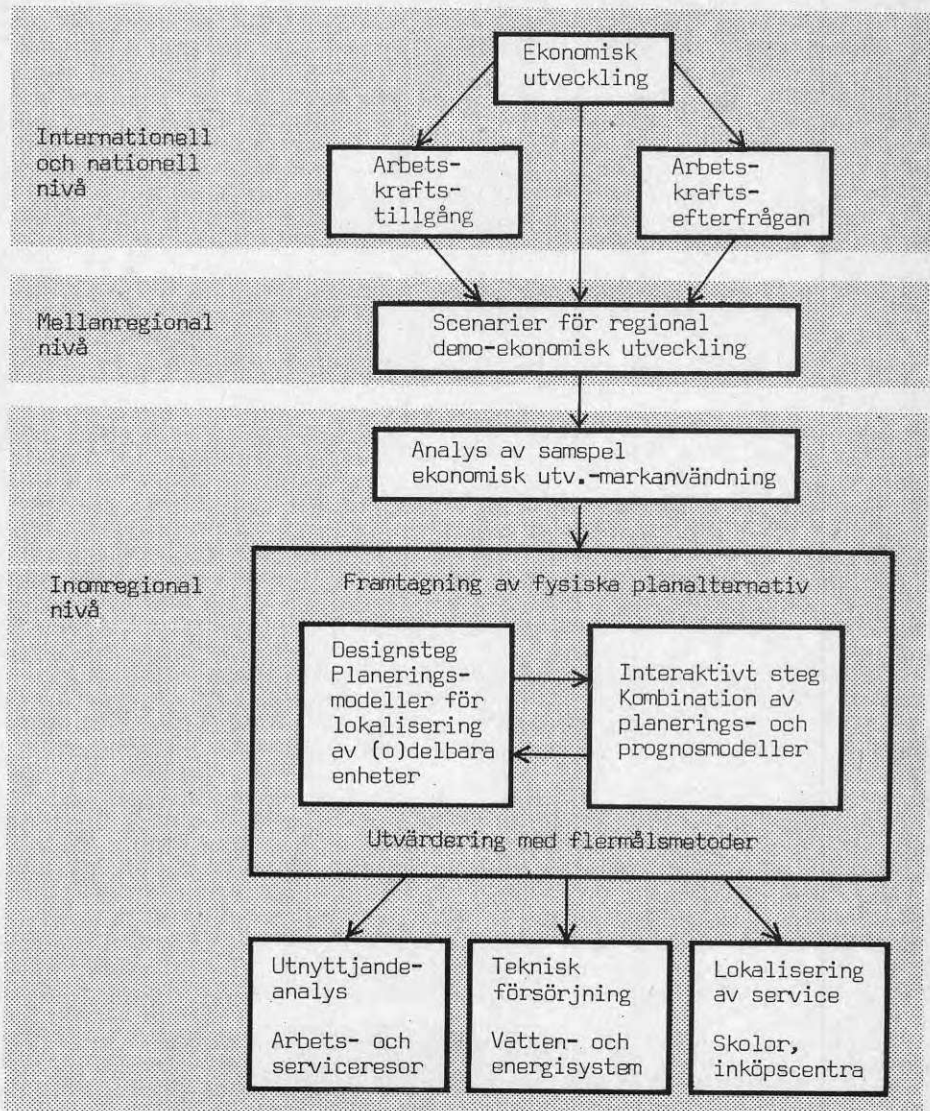 Ekonomisk
utveckling
Internationell
och nationell
nivå
Arbets-
krafts-
tillgång
Arbets-
krafts-
efterfrågan
Mellanregional
nivå
Scenarier för regional
demo-ekonomisk utveckling
Analys av samspel
ekonomisk utv.-markanvändning
Inomregional
nivå
Framtagning av fysiska planalternativ
Designsteg
Planerings-
modeller för
lokalisering
av (o)delbara
enheter
Interaktivt steg
Kombination av
planerings- och
prognosmodeller
Utvärdering med flermålsmetoder
Utnyttjande-
analys
Arbets- och
serviceresor
Teknisk
försörjning
Vatten- och
energisystem
Lokalisering
av service
Skolor,
inköpscentra